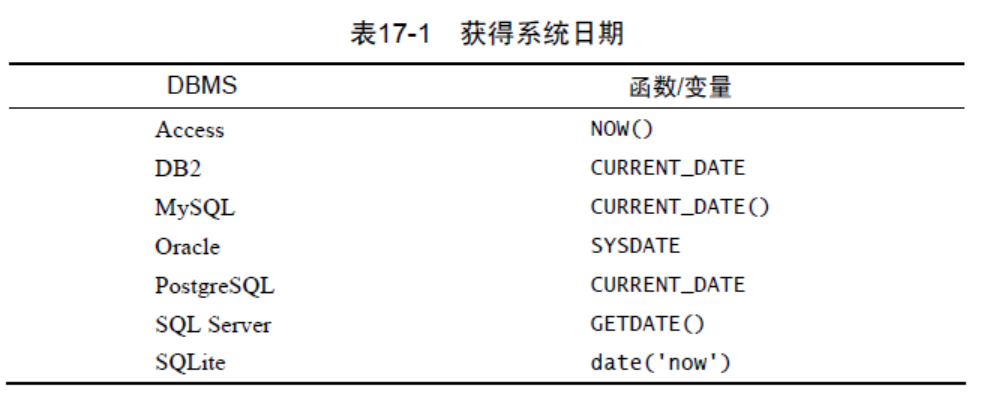 表17-1 获得系统日期
DBMS 函数/变量
Access NOW()
DB2 CURRENT_DATE
MySQL CURRENT_DATE()
Oracle SYSDATE
PostgreSQL CURRENT_DATE
SQL Server GETDATE()
SQLite date('now')